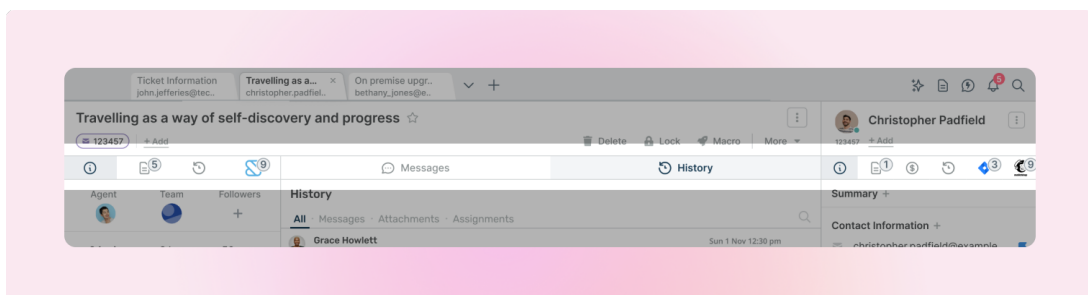 Ticket Information
john.jefferies@tec..
Travelling as a... ×
christopher.padfiel..
On premise upgr..
bethany_jones@e..
5
Travelling as a way of self-discovery and progress
123457 + Add
Delete Lock Macro More
Christopher Padfield
123457 + Add
5 9 Messages History
1 3 9
Agent Team Followers
History
All · Messages · Attachments · Assignments
Grace Howlett
Sun 1 Nov 12:30 pm
Summary +
Contact Information +
christopher.padfield@example